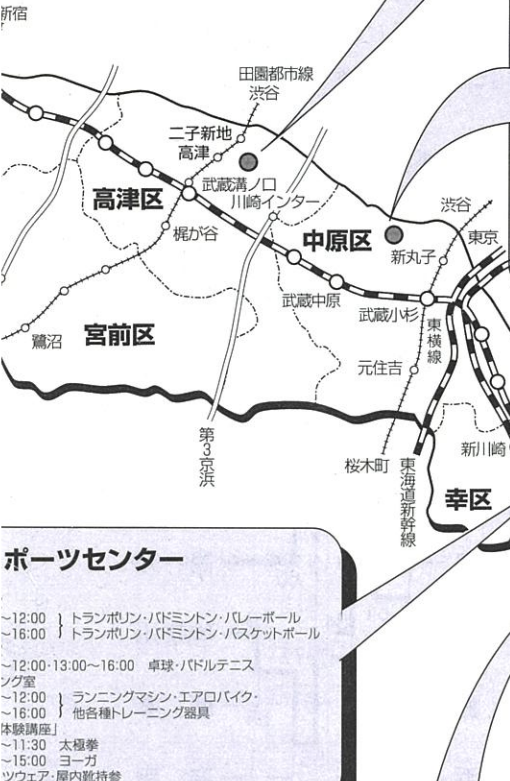 新宿
田園都市線
渋谷
二子新地
高津
武蔵溝ノ口
川崎インター
高津区
梶が谷
中原区
渋谷
東京
新丸子
武蔵中原
武蔵小杉
東横線
鷺沼
宮前区
元住吉
第3京浜
桜木町
東海道新幹線
新川崎
幸区
ポーツセンター
~12:00 } トランポリン・バドミントン・バレーボール
~16:00 } トランポリン・バドミントン・バスケットボール
~12:00・13:00~16:00 卓球・パドルテニス
ング室
~12:00 } ランニングマシン・エアロバイク・
~16:00 } 他各種トレーニング器具
体験講座」
~11:30 太極拳
~15:00 ヨーガ
ツウェア・屋内靴持参